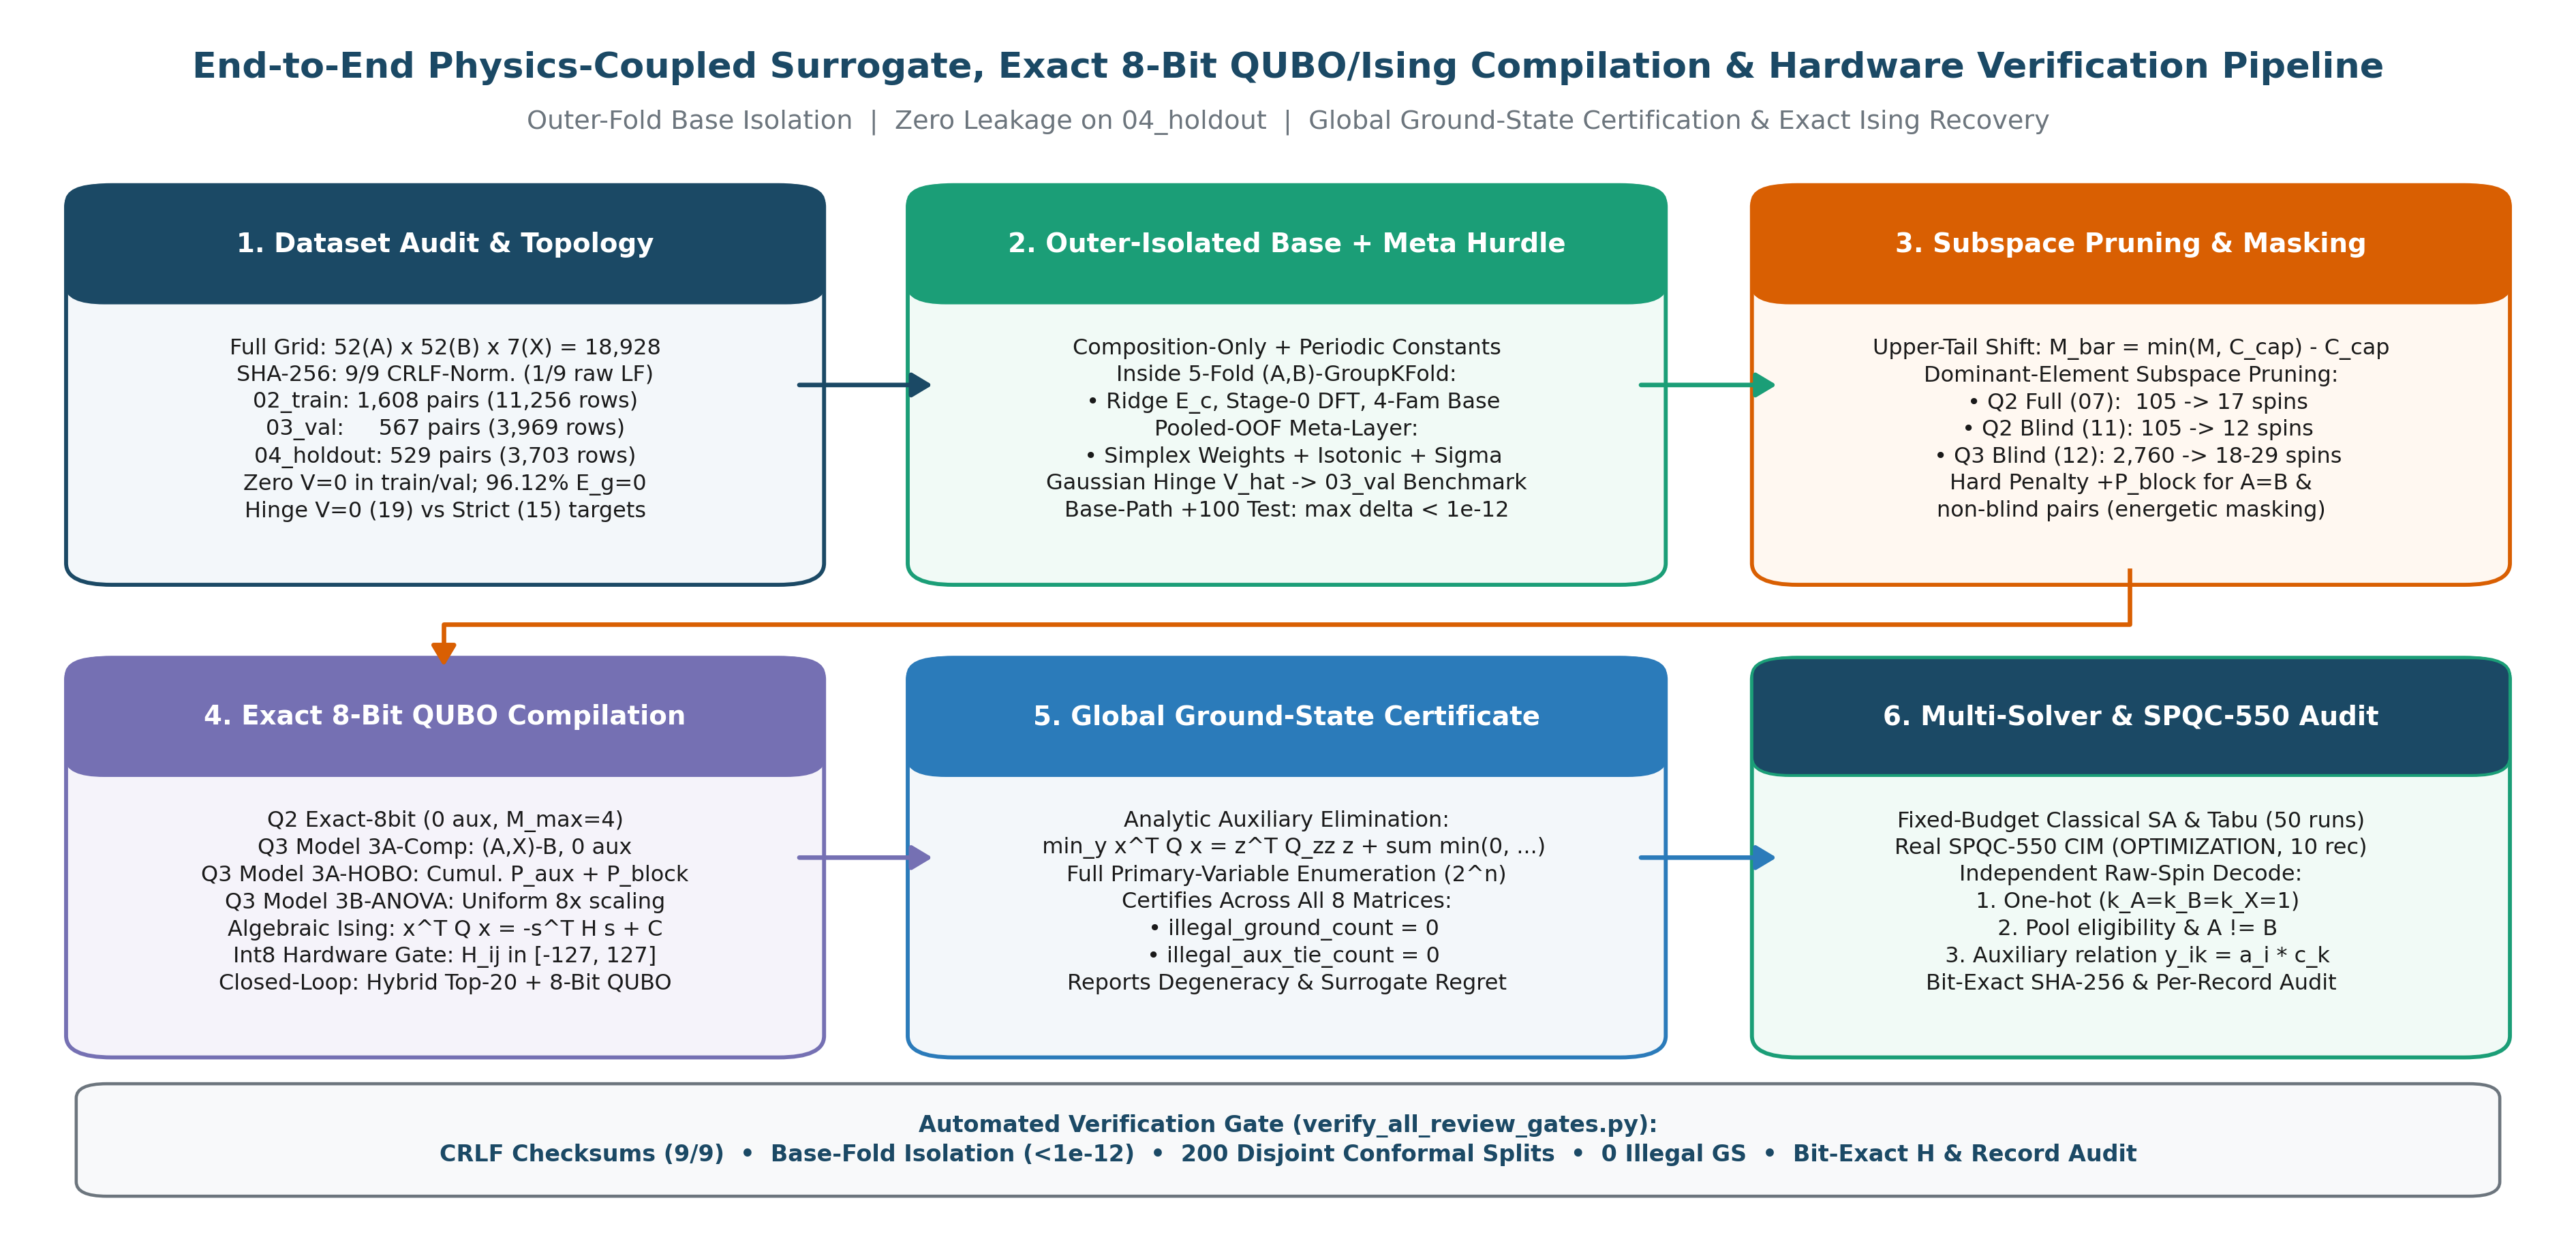 End-to-End Physics-Coupled Surrogate, Exact 8-Bit QUBO/Ising Compilation & Hardware Verification Pipeline
Outer-Fold Base Isolation | Zero Leakage on 04_holdout | Global Ground-State Certification & Exact Ising Recovery
1. Dataset Audit & Topology
Full Grid: 52(A) x 52(B) x 7(X) = 18,928
SHA-256: 9/9 CRLF-Norm. (1/9 raw LF)
02_train: 1,608 pairs (11,256 rows)
03_val: 567 pairs (3,969 rows)
04_holdout: 529 pairs (3,703 rows)
Zero V=0 in train/val; 96.12% E_g=0
Hinge V=0 (19) vs Strict (15) targets
2. Outer-Isolated Base + Meta Hurdle
Composition-Only + Periodic Constants
Inside 5-Fold (A,B)-GroupKFold:
• Ridge E_c, Stage-0 DFT, 4-Fam Base
Pooled-OOF Meta-Layer:
• Simplex Weights + Isotonic + Sigma
Gaussian Hinge V_hat -> 03_val Benchmark
Base-Path +100 Test: max delta < 1e-12
3. Subspace Pruning & Masking
Upper-Tail Shift: M_bar = min(M, C_cap) - C_cap
Dominant-Element Subspace Pruning:
• Q2 Full (07): 105 -> 17 spins
• Q2 Blind (11): 105 -> 12 spins
• Q3 Blind (12): 2,760 -> 18-29 spins
Hard Penalty +P_block for A=B &
non-blind pairs (energetic masking)
4. Exact 8-Bit QUBO Compilation
Q2 Exact-8bit (0 aux, M_max=4)
Q3 Model 3A-Comp: (A,X)-B, 0 aux
Q3 Model 3A-HOBO: Cumul. P_aux + P_block
Q3 Model 3B-ANOVA: Uniform 8x scaling
Algebraic Ising: x^T Q x = -s^T H s + C
Int8 Hardware Gate: H_ij in [-127, 127]
Closed-Loop: Hybrid Top-20 + 8-Bit QUBO
5. Global Ground-State Certificate
Analytic Auxiliary Elimination:
min_y x^T Q x = z^T Q_zz z + sum min(0, ...)
Full Primary-Variable Enumeration (2^n)
Certifies Across All 8 Matrices:
• illegal_ground_count = 0
• illegal_aux_tie_count = 0
Reports Degeneracy & Surrogate Regret
6. Multi-Solver & SPQC-550 Audit
Fixed-Budget Classical SA & Tabu (50 runs)
Real SPQC-550 CIM (OPTIMIZATION, 10 rec)
Independent Raw-Spin Decode:
1. One-hot (k_A=k_B=k_X=1)
2. Pool eligibility & A != B
3. Auxiliary relation y_ik = a_i * c_k
Bit-Exact SHA-256 & Per-Record Audit
Automated Verification Gate (verify_all_review_gates.py):
CRLF Checksums (9/9) • Base-Fold Isolation (<1e-12) • 200 Disjoint Conformal Splits • 0 Illegal GS • Bit-Exact H & Record Audit